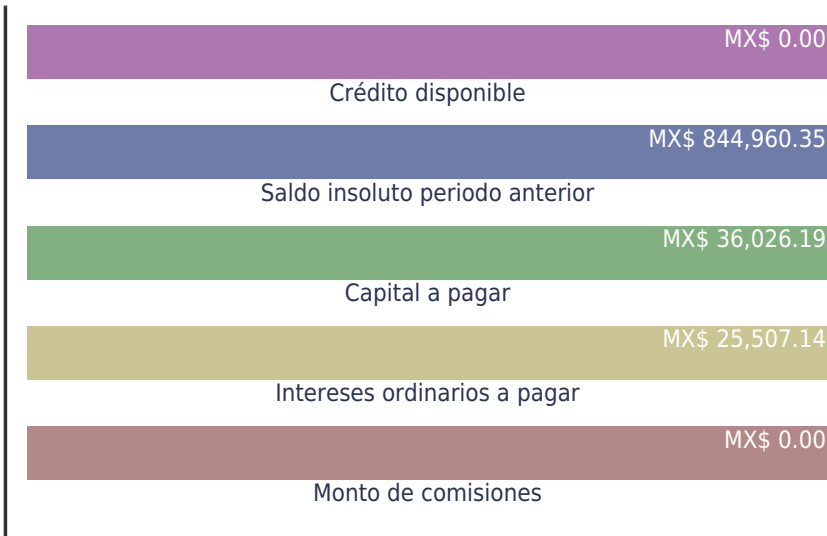 MX$ 0.00
Crédito disponible
MX$ 844,960.35
Saldo insoluto periodo anterior
MX$ 36,026.19
Capital a pagar
MX$ 25,507.14
Intereses ordinarios a pagar
MX$ 0.00
Monto de comisiones